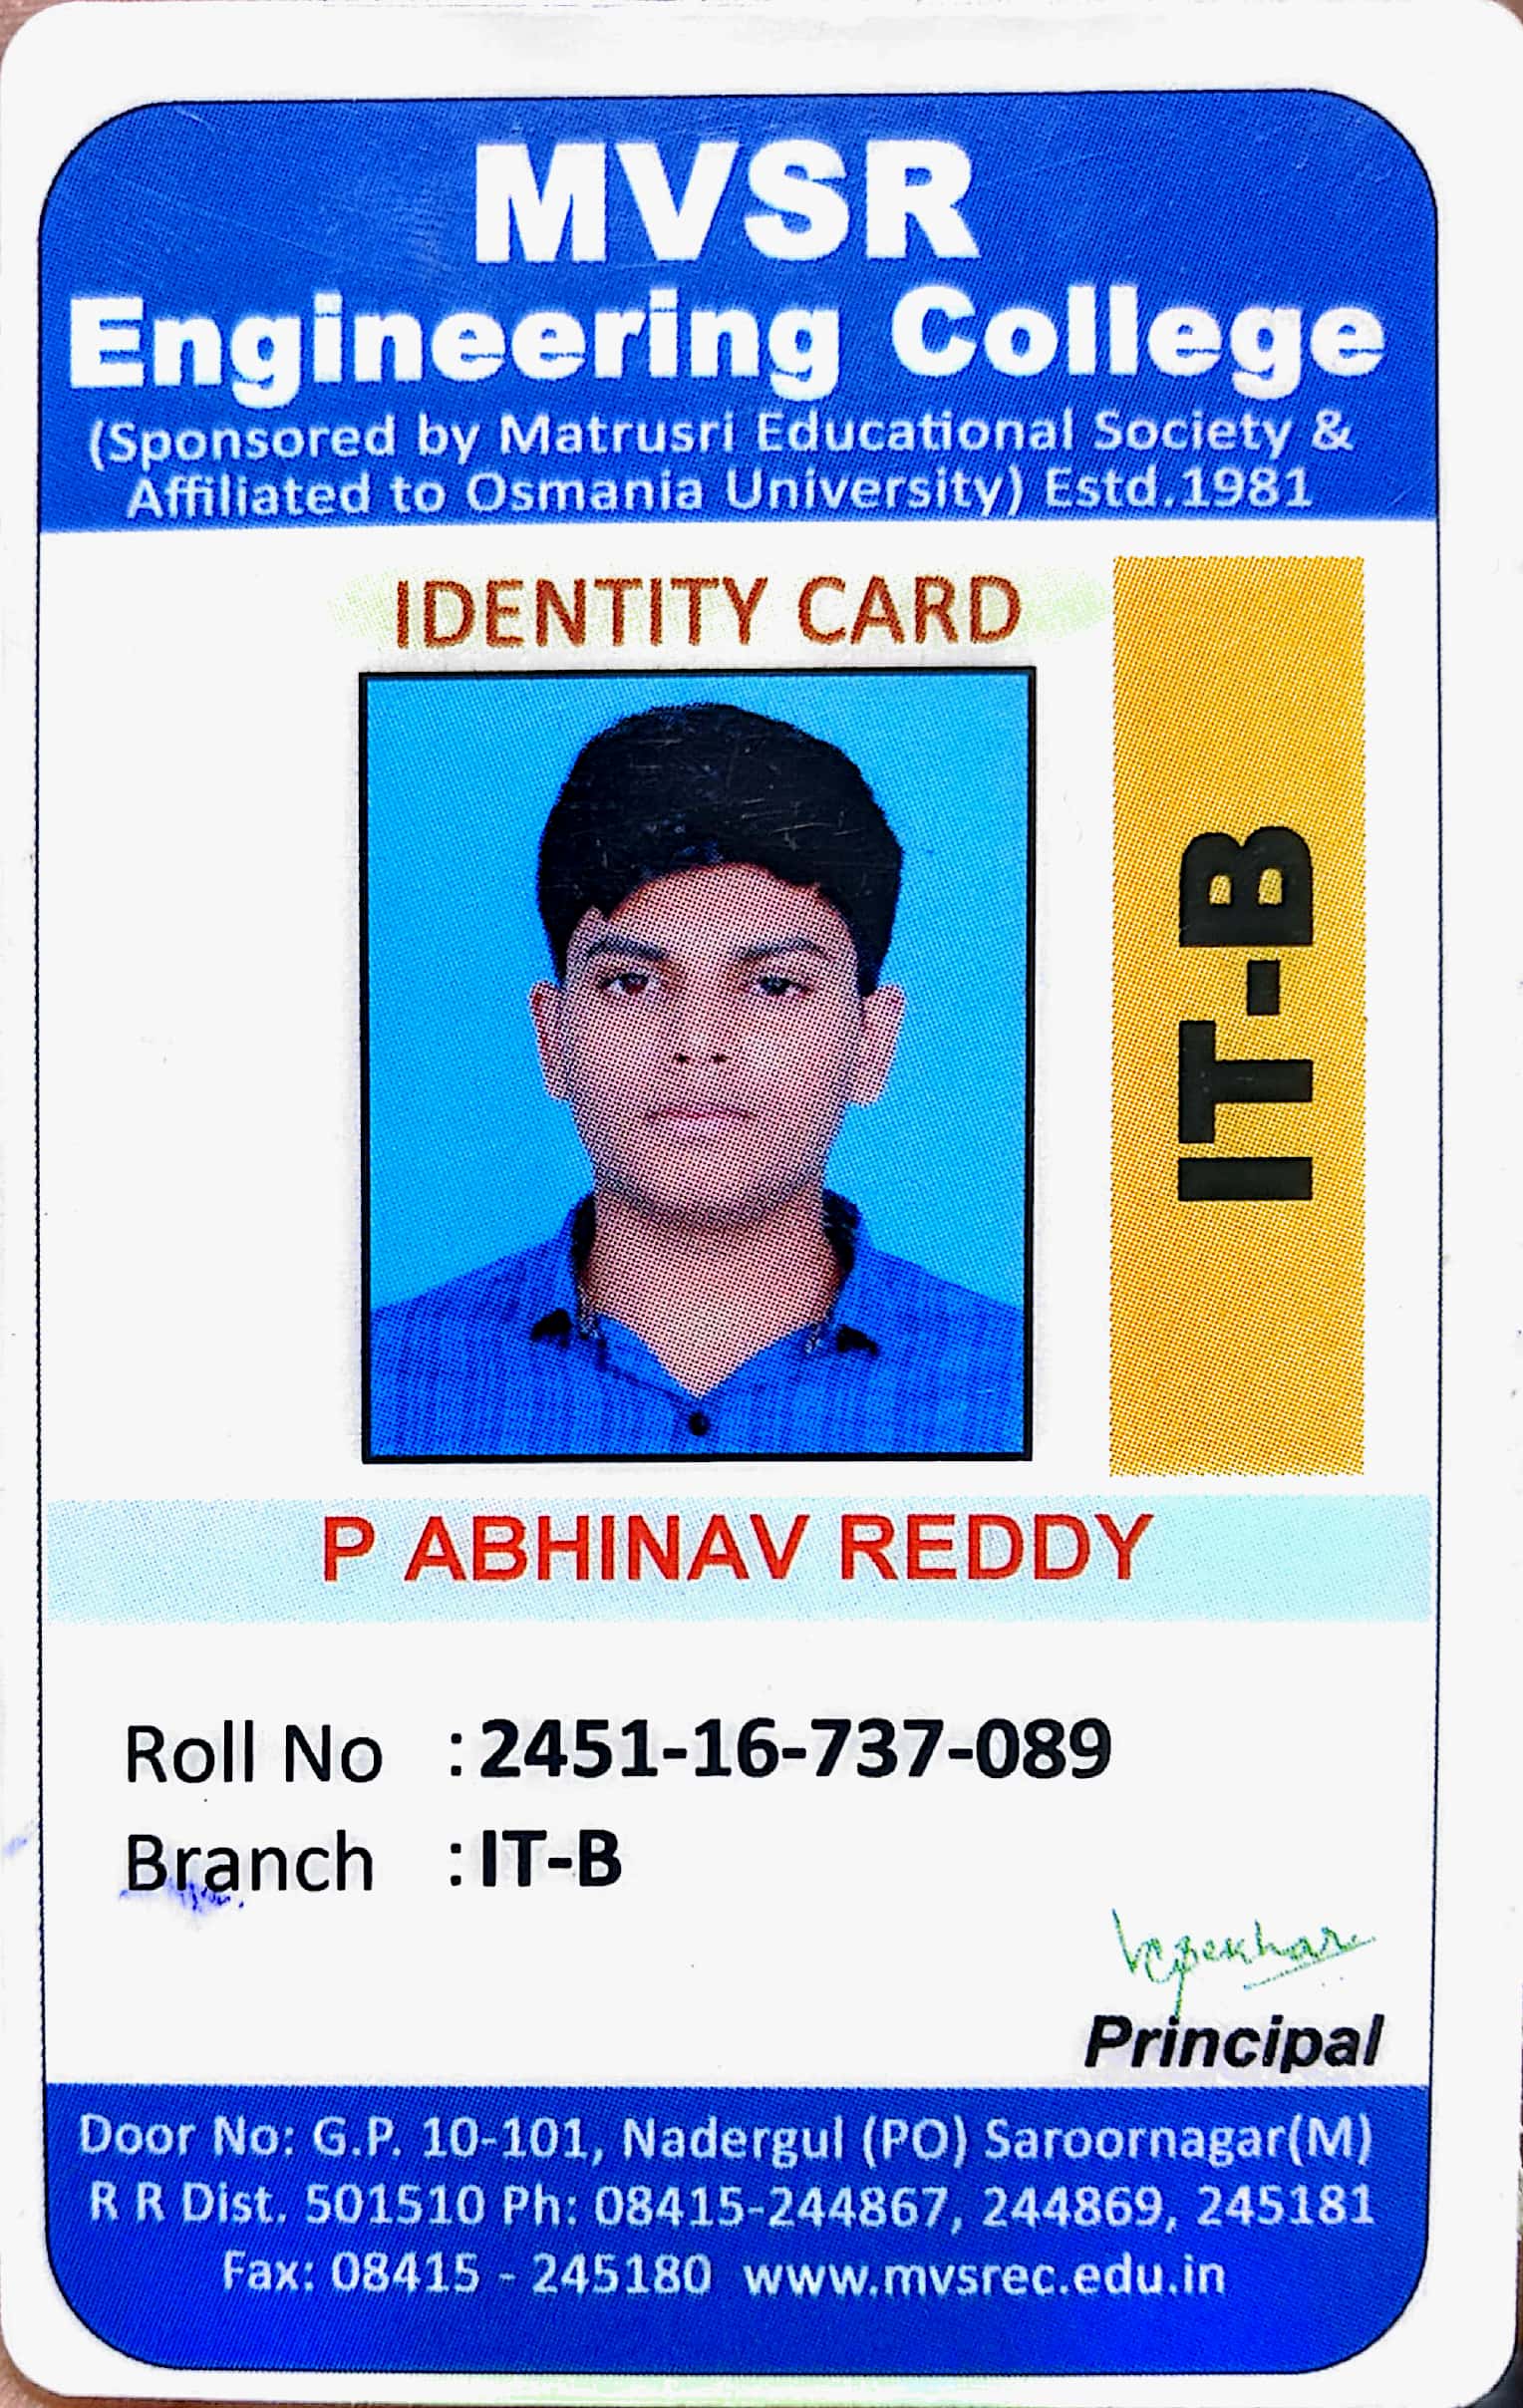 MVSR
Engineering College
(Sponsored by Matrusri Educational Society &
Affiliated to Osmania University) Estd.1981
IDENTITY CARD
IT-B
P ABHINAV REDDY
Roll No : 2451-16-737-089
Branch : IT-B
Principal
Door No: G.P. 10-101, Nadergul (PO) Saroornagar(M)
R R Dist. 501510 Ph: 08415-244867, 244869, 245181
Fax: 08415 - 245180 www.mvsrec.edu.in